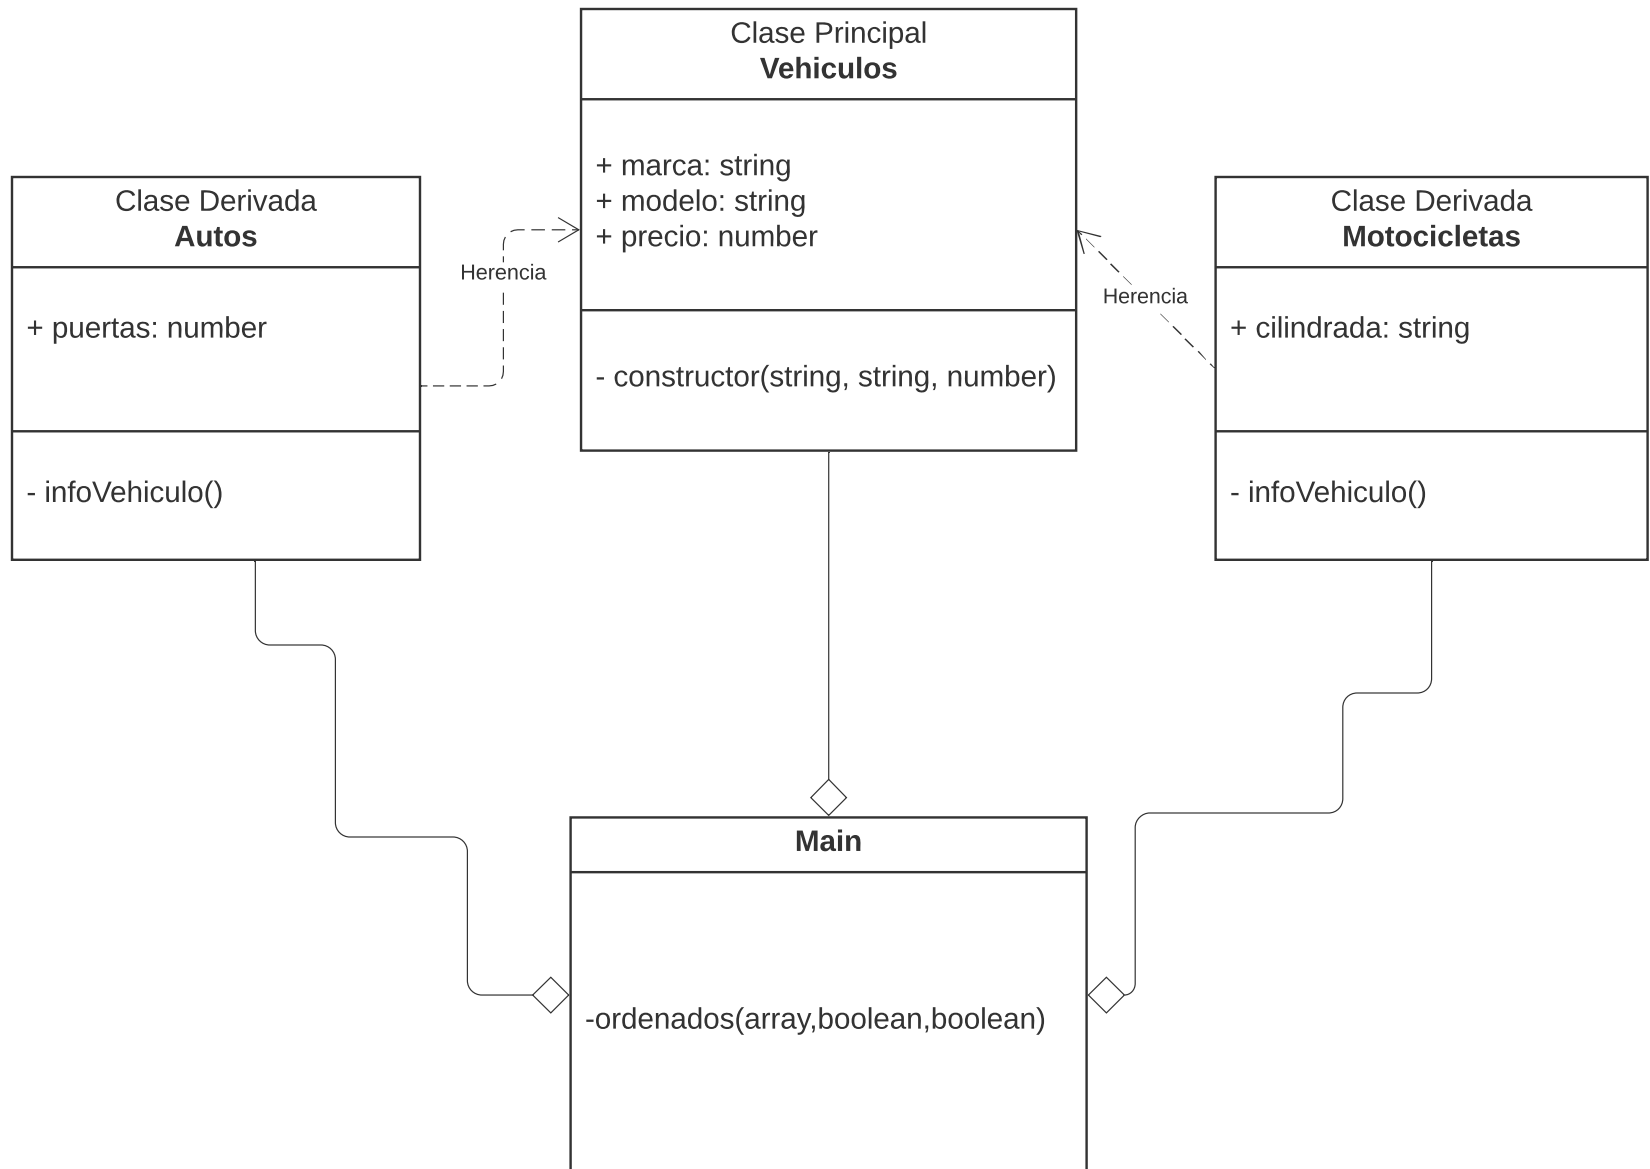 Clase Principal
Vehiculos
+ marca: string
+ modelo: string
+ precio: number
- constructor(string, string, number)
Clase Derivada
Autos
+ puertas: number
- infoVehiculo()
Herencia
Herencia
Clase Derivada
Motocicletas
+ cilindrada: string
- infoVehiculo()
Main
-ordenados(array,boolean,boolean)